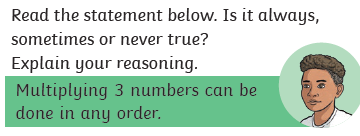 Read the statement below. Is it always,
sometimes or never true?
Explain your reasoning.
Multiplying 3 numbers can be
done in any order.